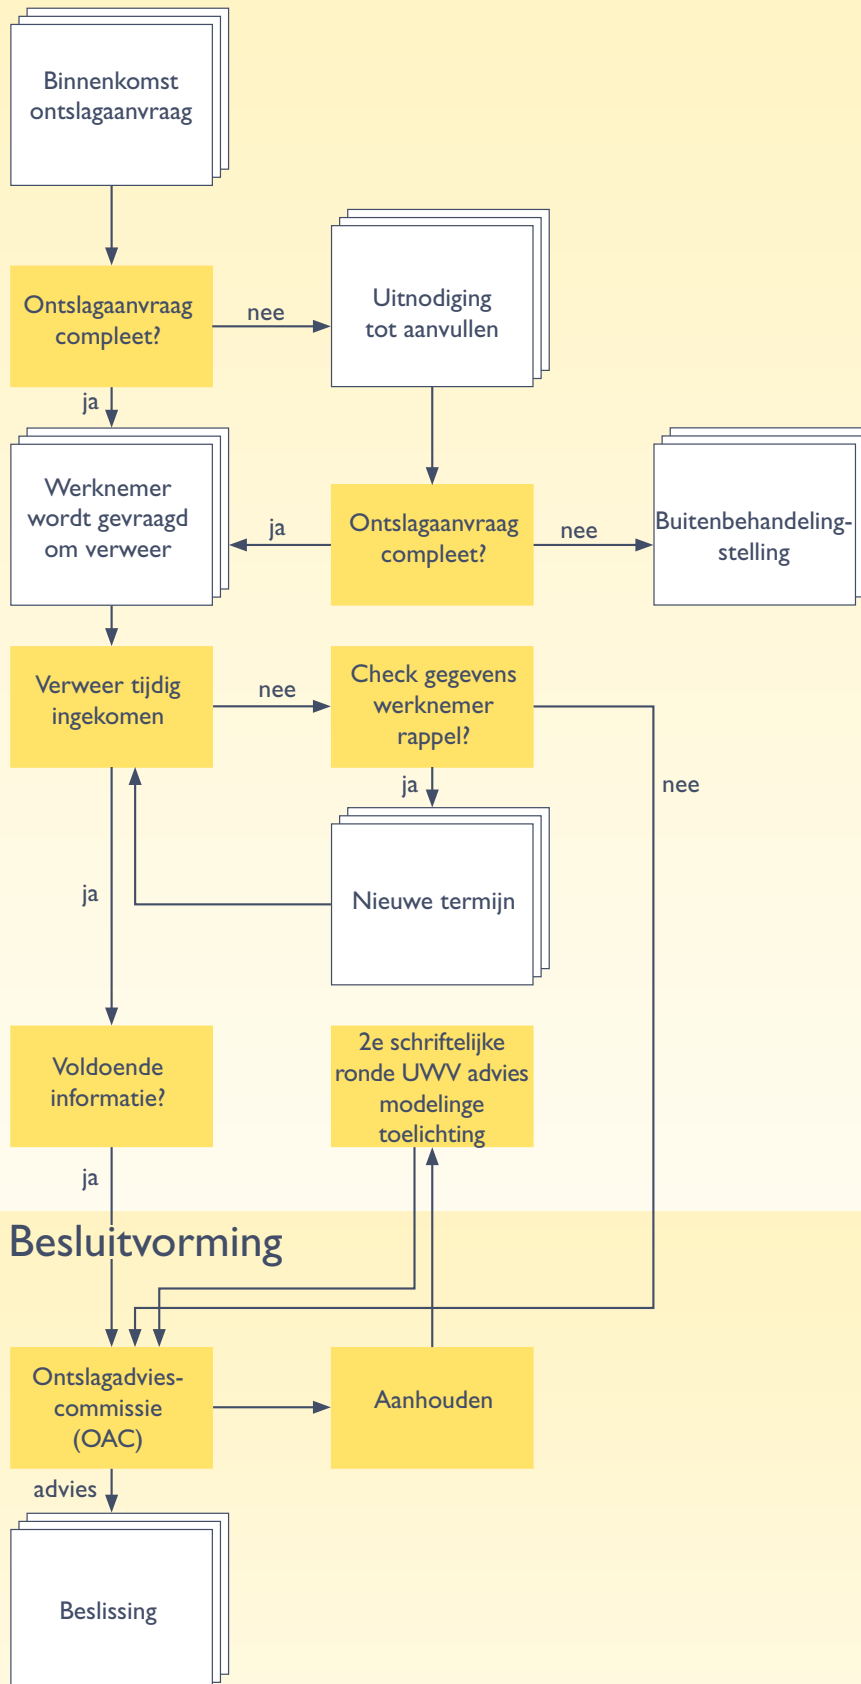 Binnenkomst
ontslagaanvraag
Ontslagaanvraag
compleet?
nee
Uitnodiging
tot aanvullen
ja
Werknemer
wordt gevraagd
om verweer
ja
Ontslagaanvraag
compleet?
nee
Buitenbehandeling-
stelling
Verweer tijdig
ingekomen
nee
Check gegevens
werknemer
rappel?
ja
nee
Nieuwe termijn
ja
Voldoende
informatie?
2e schriftelijke
ronde UWV advies
modelinge
toelichting
ja
Besluitvorming
Ontslagadvies-
commissie
(OAC)
Aanhouden
advies
Beslissing